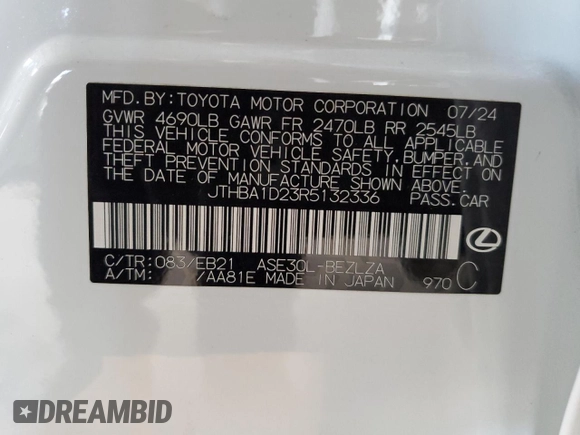 MFD.BY:TOYOTA MOTOR CORPORATION 07/24
GVWR 4690LB GAWR FR 2470LB RR 2545LB
THIS VEHICLE CONFORMS TO ALL APPLICABLE
FEDERAL MOTOR VEHICLE SAFETY,BUMPER,AND
THEFT PREVENTION STANDARDS IN EFFECT ON
THE DATE OF MANUFACTURE SHOWN ABOVE.
JTHBA1D23R5132336 PASS.CAR
C/TR:083/EB21 ASE30L-BEZLZA
A/TM: /AA81E MADE IN JAPAN 970 C
DREAMBID